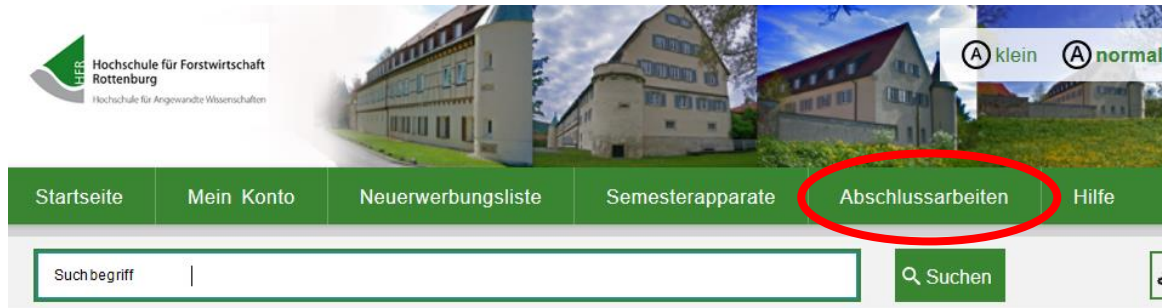 HFR
Hochschule für Forstwirtschaft
Rottenburg
Hochschule für Angewandte Wissenschaften
A klein A normal
Startseite Mein Konto Neuerwerbungsliste Semesterapparate Abschlussarbeiten Hilfe
Suchbegriff
Suchen